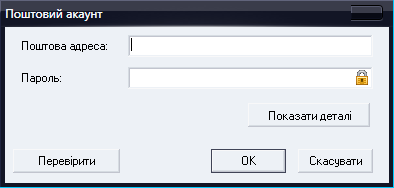 Поштовий акаунт
Поштова адреса:
Пароль:
Показати деталі
Перевірити OK Скасувати